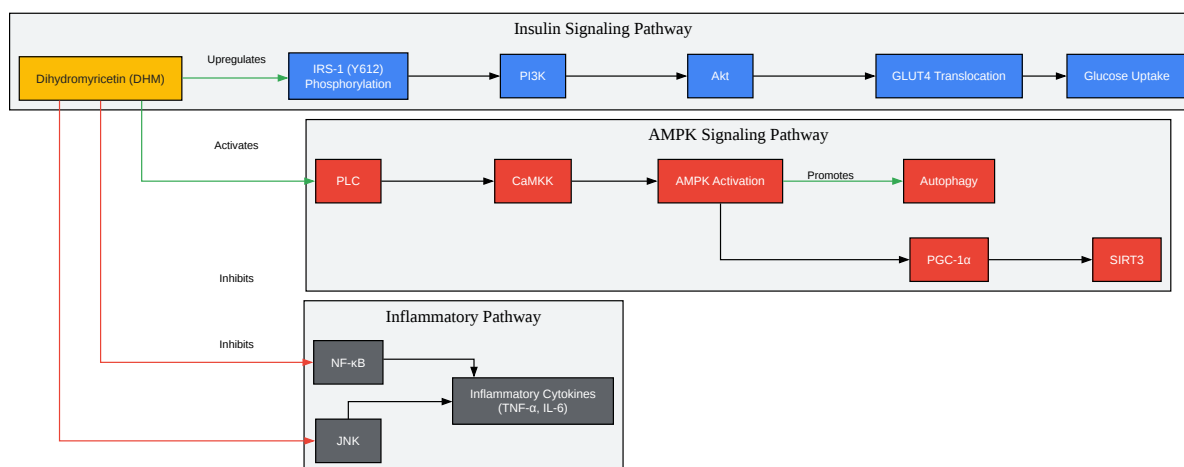 Insulin Signaling Pathway
Dihydromyricetin (DHM)
Upregulates
IRS-1 (Y612)
Phosphorylation
PI3K
Akt
GLUT4 Translocation
Glucose Uptake
AMPK Signaling Pathway
Activates
PLC
CaMKK
AMPK Activation
Promotes
Autophagy
PGC-1α
SIRT3
Inhibits
Inflammatory Pathway
Inhibits
NF-κB
Inflammatory Cytokines
(TNF-α, IL-6)
JNK